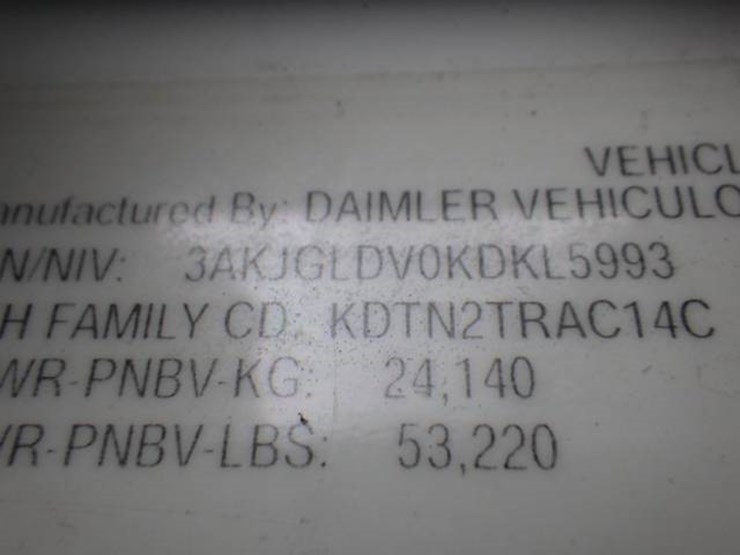 VEHICL
anufactured By: DAIMLER VEHICULO
N/NIV: 3AKJGLDV0KDKL5993
H FAMILY CD: KDTN2TRAC14C
WR-PNBV-KG: 24,140
VR-PNBV-LBS: 53,220